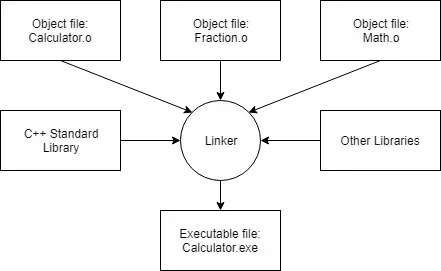 Object file:
Calculator.o
Object file:
Fraction.o
Object file:
Math.o
C++ Standard
Library
Linker
Other Libraries
Executable file:
Calculator.exe